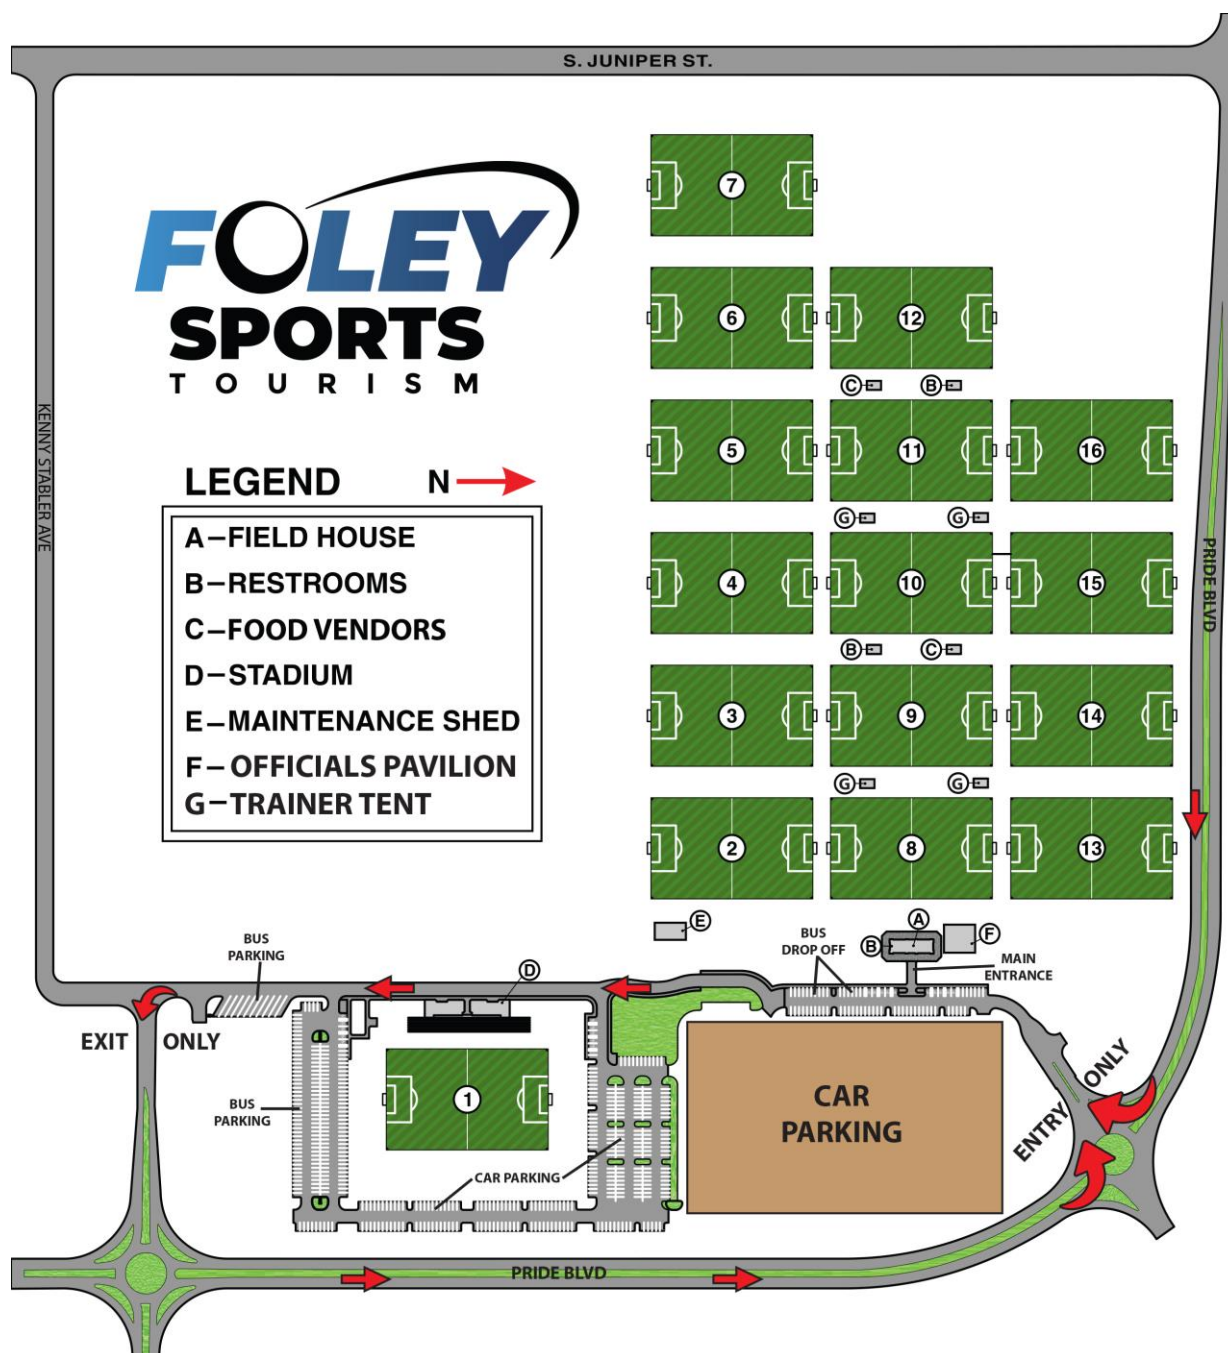 S. JUNIPER ST.
FOLEY
SPORTS
TOURISM
KENNY STABLER AVE
LEGEND
N
A–FIELD HOUSE
B–RESTROOMS
C–FOOD VENDORS
D–STADIUM
E–MAINTENANCE SHED
F–OFFICIALS PAVILION
G–TRAINER TENT
7
6
12
C
B
5
11
16
G
G
4
10
15
B
C
3
9
14
G
G
2
8
13
PRIDE BLVD
E
A
B
F
BUS
DROP OFF
MAIN
ENTRANCE
BUS
PARKING
D
EXIT ONLY
1
BUS
PARKING
CAR PARKING
CAR
PARKING
ENTRY ONLY
PRIDE BLVD